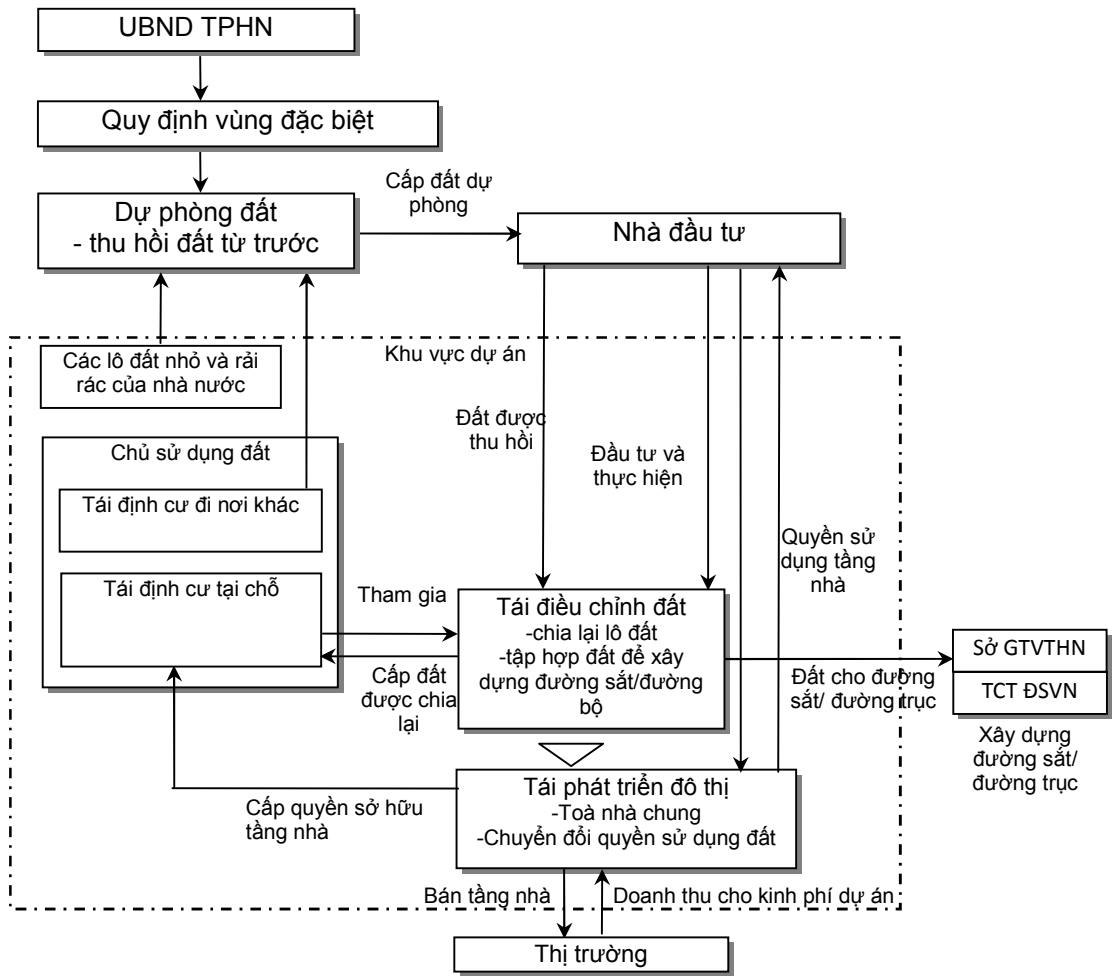 UBND TPHN
Quy định vùng đặc biệt
Dự phòng đất
- thu hồi đất từ trước
Cấp đất dự
phòng
Nhà đầu tư
Khu vực dự án
Các lô đất nhỏ và rải
rác của nhà nước
Đất được
thu hồi
Đầu tư và
thực hiện
Chủ sử dụng đất
Tái định cư đi nơi khác
Tái định cư tại chỗ
Quyền sử
dụng tầng
nhà
Tham gia
Cấp đất
được chia
lại
Tái điều chỉnh đất
-chia lại lô đất
-tập hợp đất để xây
dựng đường sắt/đường
bộ
Đất cho đường
sắt/ đường trục
Sở GTVTHN
TCT ĐSVN
Xây dựng
đường sắt/
đường trục
Cấp quyền sở hữu
tầng nhà
Tái phát triển đô thị
-Toà nhà chung
-Chuyển đổi quyền sử dụng đất
Bán tầng nhà
Doanh thu cho kinh phí dự án
Thị trường